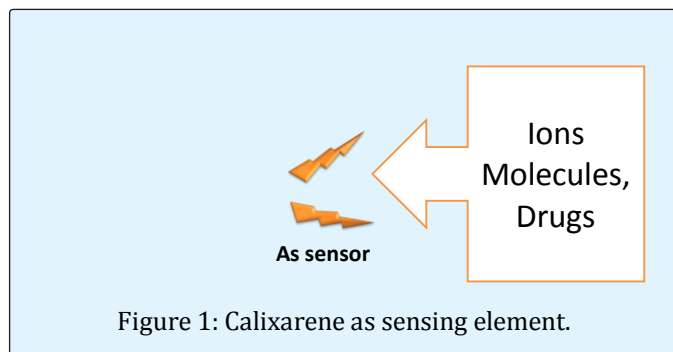 Ions
Molecules,
Drugs
As sensor
Figure 1: Calixarene as sensing element.